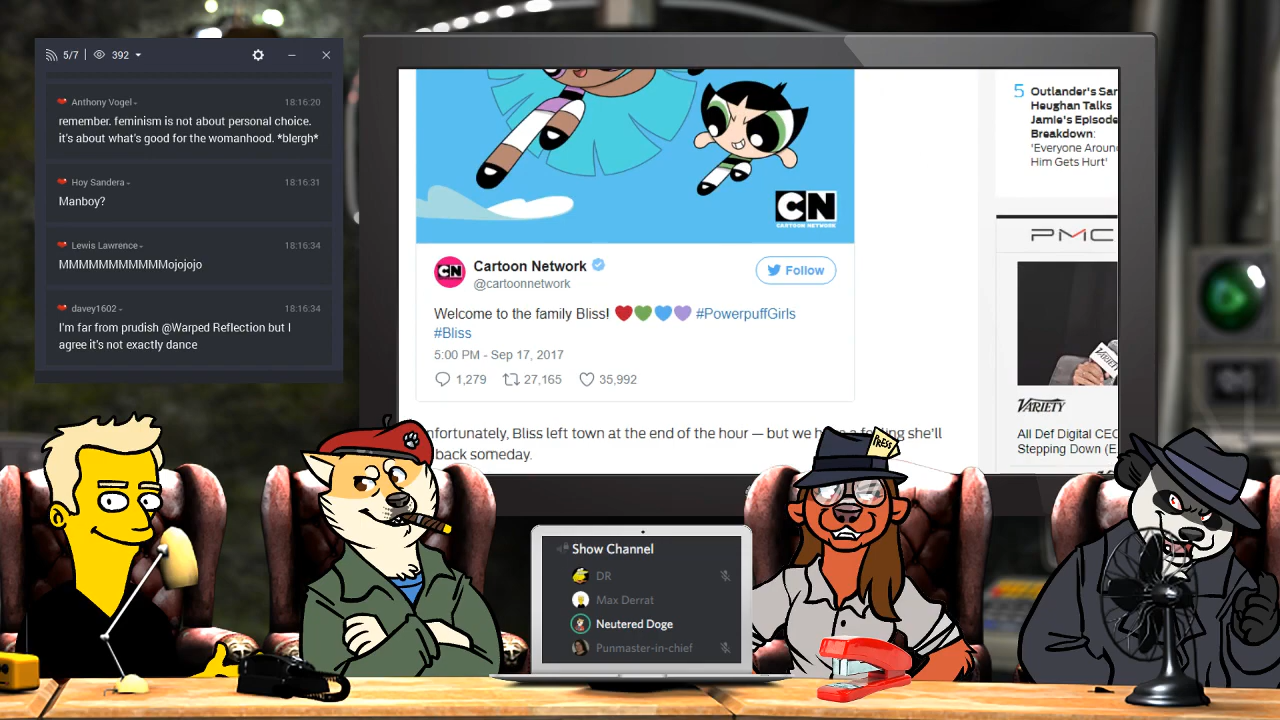 5/7 392
Anthony Vogel 18:16:20
remember. feminism is not about personal choice.
it's about what's good for the womanhood. *blergh*
Hoy Sandera 18:16:31
Manboy?
Lewis Lawrence 18:16:34
MMMMMMMMMMMojojojo
davey1602 18:16:34
I'm far from prudish @Warped Reflection but I
agree it's not exactly dance
CN
CARTOON NETWORK
CN Cartoon Network
@cartoonnetwork
Follow
Welcome to the family Bliss! #PowerpuffGirls
#Bliss
5:00 PM - Sep 17, 2017
1,279 27,165 35,992
nfortunately, Bliss left town at the end of the hour — but we h a f ng she'll
back someday.
5 Outlander's Sar
Heughan Talks
Jamie's Episode
Breakdown:
'Everyone Aroun
Him Gets Hurt'
PMC
VARIETY
VARIETY
All Def Digital CEC
Stepping Down (E
PRESS
Show Channel
DR
Max Derrat
Neutered Doge
Punmaster-in-chief